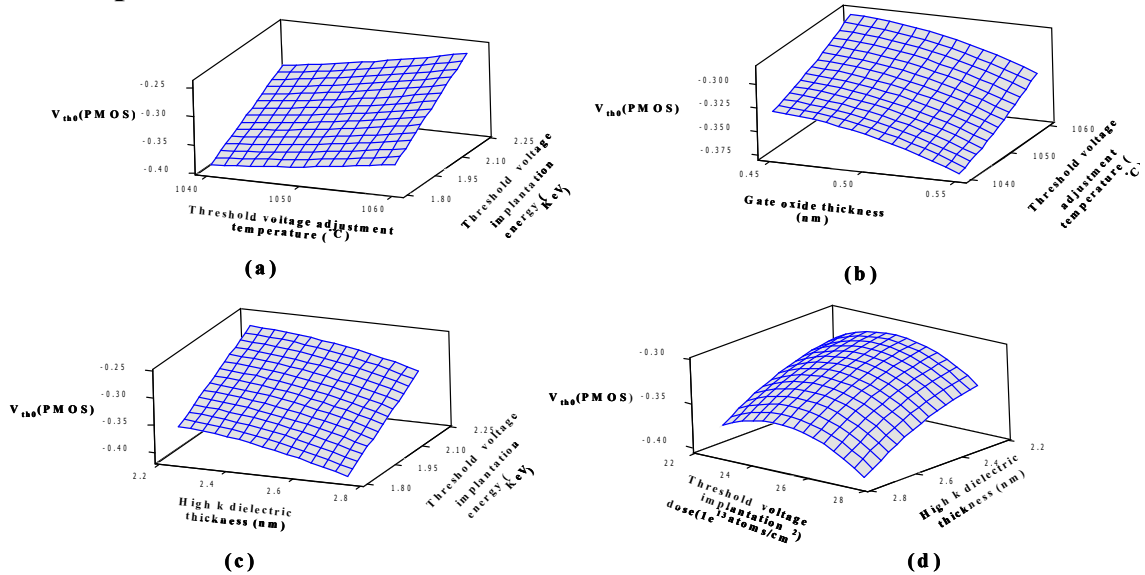 -0.25
V th0 (PMOS) -0.30
-0.35
-0.40
1040
1050
1060
1.80
1.95
2.10
2.25
Threshold voltage adjustment
temperature (°C)
Threshold voltage
implantation
energy ( KeV)
(a)
-0.300
V th0 (PMOS) -0.325
-0.350
-0.375
0.45
0.50
0.55
1040
1050
1060
Gate oxide thickness
(nm)
Threshold voltage
adjustment
temperature ( °C)
(b)
-0.25
-0.30
V th0 (PMOS) -0.35
-0.40
2.2
2.4
2.6
2.8
1.80
1.95
2.10
2.25
High k dielectric
thickness (nm)
Threshold voltage
implantation
energy ( KeV)
(c)
-0.30
V th0 (PMOS) -0.35
-0.40
22
24
26
28
2.8
2.6
2.4
2.2
Threshold voltage
implantation ²)
dose(1e¹³atoms/cm
High k dielectric
thickness (nm)
(d)